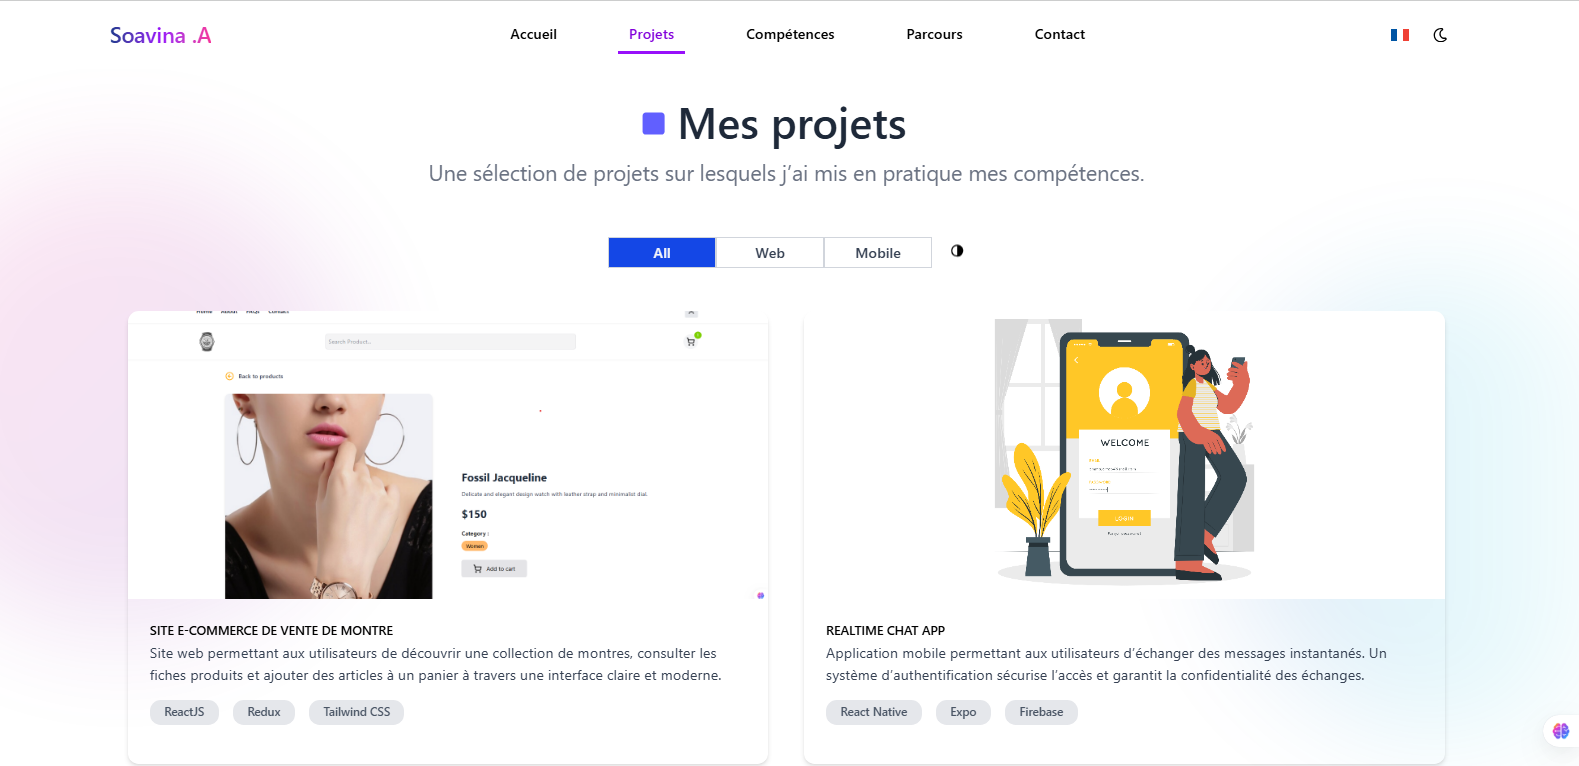 Soavina .A
Accueil
Projets
Compétences
Parcours
Contact
Mes projets
Une sélection de projets sur lesquels j’ai mis en pratique mes compétences.
All
Web
Mobile
Home About FAQs Contact
Search Product...
Back to products
Fossil Jacqueline
Delicate and elegant design watch with leather strap and minimalist dial.
$150
Category :
Women
Add to cart
WELCOME
LOGIN
SITE E-COMMERCE DE VENTE DE MONTRE
Site web permettant aux utilisateurs de découvrir une collection de montres, consulter les
fiches produits et ajouter des articles à un panier à travers une interface claire et moderne.
ReactJS
Redux
Tailwind CSS
REALTIME CHAT APP
Application mobile permettant aux utilisateurs d’échanger des messages instantanés. Un
système d’authentification sécurise l’accès et garantit la confidentialité des échanges.
React Native
Expo
Firebase